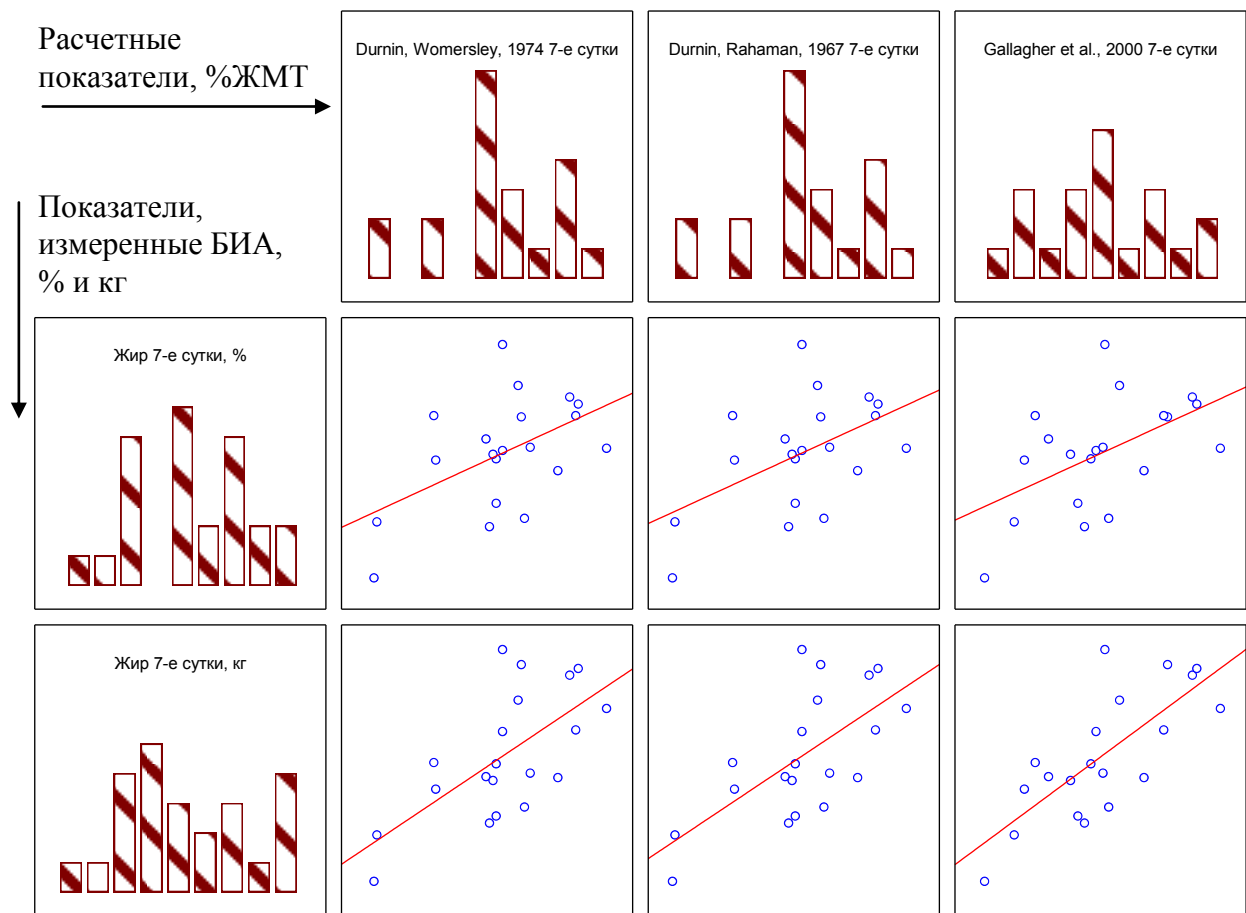 Расчетные
показатели, %ЖМТ
Durnin, Womersley, 1974 7-е сутки
Durnin, Rahaman, 1967 7-е сутки
Gallagher et al., 2000 7-е сутки
Показатели,
измеренные БИА,
% и кг
Жир 7-е сутки, %
Жир 7-е сутки, кг